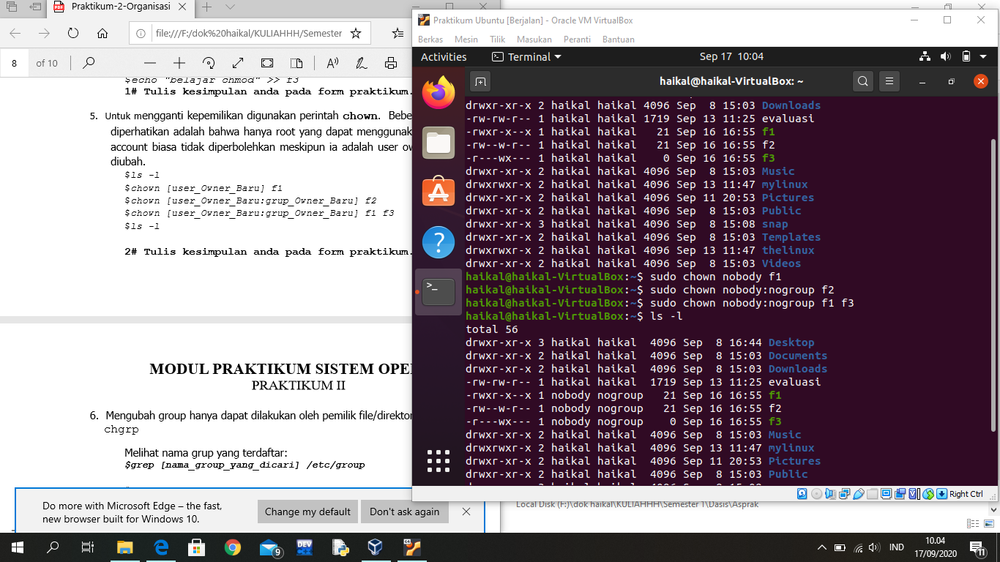 Praktikum-2-Organisasi
file:///F:/dok%20haikal/KULIAHHH/Semester
8 of 10
$echo "belajar chmod" >> f3
1# Tulis kesimpulan anda pada form praktikum.
5. Untuk mengganti kepemilikan digunakan perintah chown. Bebe
diperhatikan adalah bahwa hanya root yang dapat menggunak
account biasa tidak diperbolehkan meskipun ia adalah user ow
diubah.
$ls -l
$chown [user_Owner_Baru] f1
$chown [user_Owner_Baru:grup_Owner_Baru] f2
$chown [user_Owner_Baru:grup_Owner_Baru] f1 f3
$ls -l
2# Tulis kesimpulan anda pada form praktikum.
MODUL PRAKTIKUM SISTEM OPE
PRAKTIKUM II
6. Mengubah group hanya dapat dilakukan oleh pemilik file/direktor
chgrp
Melihat nama grup yang terdaftar:
$grep [nama_group_yang_dicari] /etc/group
Do more with Microsoft Edge – the fast,
new browser built for Windows 10.
Change my default
Don't ask again
Praktikum Ubuntu [Berjalan] - Oracle VM VirtualBox
Berkas Mesin Tilik Masukan Peranti Bantuan
Activities Terminal Sep 17 10:04
haikal@haikal-VirtualBox: ~
drwxr-xr-x 2 haikal haikal 4096 Sep 8 15:03 Downloads
-rw-rw-r-- 1 haikal haikal 1719 Sep 13 11:25 evaluasi
-rwxr-x--x 1 haikal haikal 21 Sep 16 16:55 f1
-rw--w-r-- 1 haikal haikal 21 Sep 16 16:55 f2
-r---wx--- 1 haikal haikal 0 Sep 16 16:55 f3
drwxr-xr-x 2 haikal haikal 4096 Sep 8 15:03 Music
drwxrwxr-x 2 haikal haikal 4096 Sep 13 11:47 mylinux
drwxr-xr-x 2 haikal haikal 4096 Sep 11 20:53 Pictures
drwxr-xr-x 2 haikal haikal 4096 Sep 8 15:03 Public
drwxr-xr-x 3 haikal haikal 4096 Sep 8 15:08 snap
drwxr-xr-x 2 haikal haikal 4096 Sep 8 15:03 Templates
drwxrwxr-x 2 haikal haikal 4096 Sep 13 11:47 thelinux
drwxr-xr-x 2 haikal haikal 4096 Sep 8 15:03 Videos
haikal@haikal-VirtualBox:~$ sudo chown nobody f1
haikal@haikal-VirtualBox:~$ sudo chown nobody:nogroup f2
haikal@haikal-VirtualBox:~$ sudo chown nobody:nogroup f1 f3
haikal@haikal-VirtualBox:~$ ls -l
total 56
drwxr-xr-x 3 haikal haikal 4096 Sep 8 16:44 Desktop
drwxr-xr-x 2 haikal haikal 4096 Sep 8 15:03 Documents
drwxr-xr-x 2 haikal haikal 4096 Sep 8 15:03 Downloads
-rw-rw-r-- 1 haikal haikal 1719 Sep 13 11:25 evaluasi
-rwxr-x--x 1 nobody nogroup 21 Sep 16 16:55 f1
-rw--w-r-- 1 nobody nogroup 21 Sep 16 16:55 f2
-r---wx--- 1 nobody nogroup 0 Sep 16 16:55 f3
drwxr-xr-x 2 haikal haikal 4096 Sep 8 15:03 Music
drwxrwxr-x 2 haikal haikal 4096 Sep 13 11:47 mylinux
drwxr-xr-x 2 haikal haikal 4096 Sep 11 20:53 Pictures
drwxr-xr-x 2 haikal haikal 4096 Sep 8 15:03 Public
Right Ctrl
Local Disk (F:)\dok haikal\KULIAHHH\Semester 1\Dasis\Asprak
DEV
9
IND
10.04
17/09/2020
11